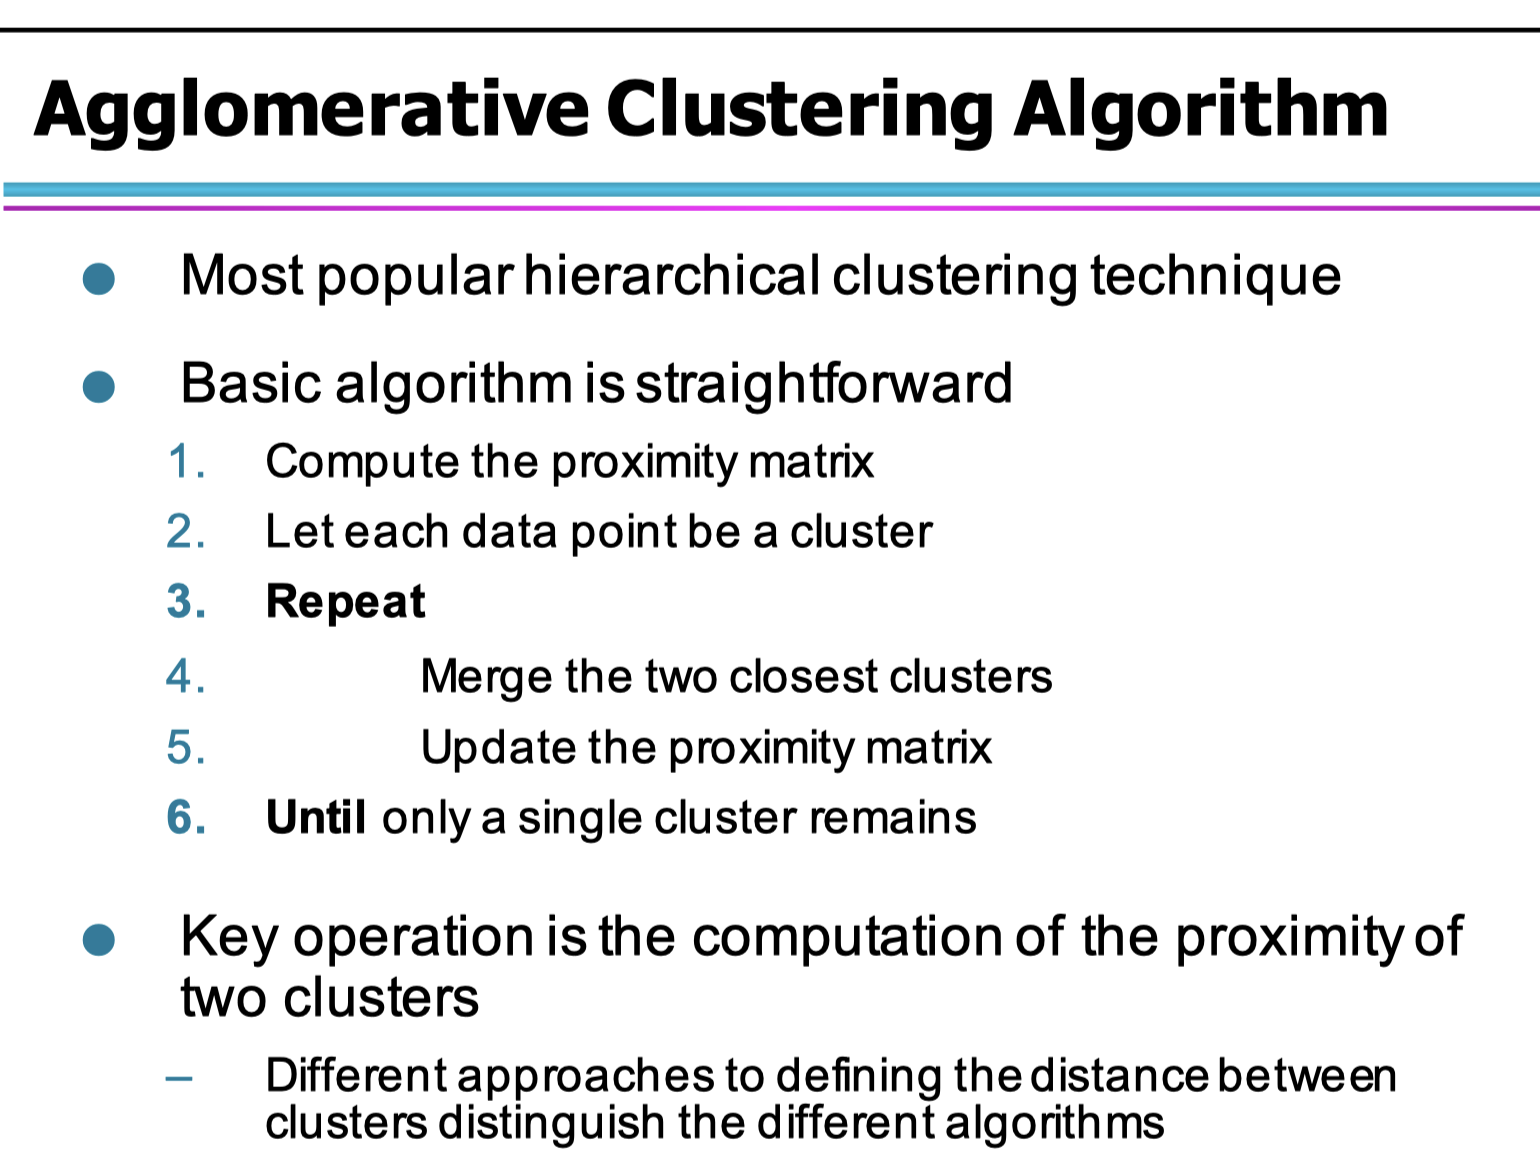 Agglomerative Clustering Algorithm
● Most popular hierarchical clustering technique
● Basic algorithm is straightforward
1. Compute the proximity matrix
2. Let each data point be a cluster
3. Repeat
4. Merge the two closest clusters
5. Update the proximity matrix
6. Until only a single cluster remains
● Key operation is the computation of the proximity of
two clusters
– Different approaches to defining the distance between
clusters distinguish the different algorithms